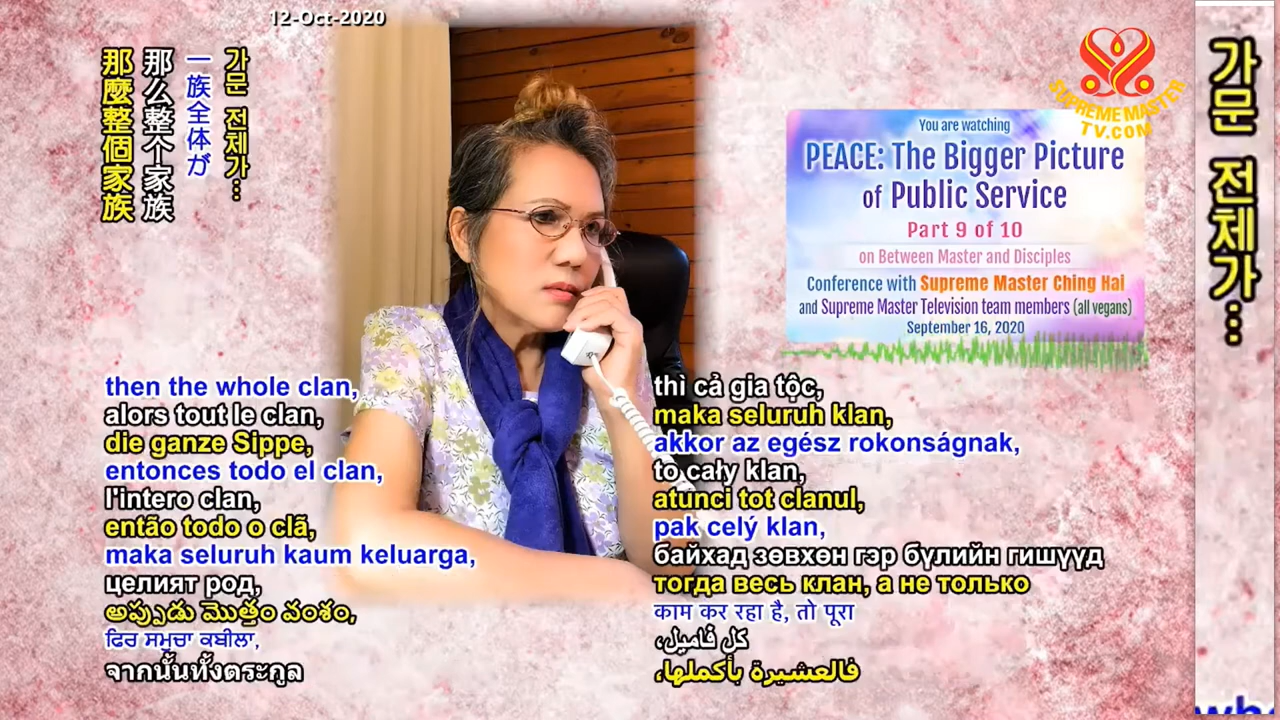 12-Oct-2020
가문 전체가...
一族全体が
那么整个家族
那麼整個家族
SUPREME MASTER
TV.COM
You are watching
PEACE: The Bigger Picture
of Public Service
Part 9 of 10
on Between Master and Disciples
Conference with Supreme Master Ching Hai
and Supreme Master Television team members (all vegans)
September 16, 2020
then the whole clan,
alors tout le clan,
die ganze Sippe,
entonces todo el clan,
l'intero clan,
então todo o clã,
maka seluruh kaum keluarga,
целият род,
అప్పుడు మొత్తం వంశం,
ਫਿਰ ਸਮੁਚਾ ਕਬੀਲਾ,
จากนั้นทั้งตระกูล
thì cả gia tộc,
maka seluruh klan,
akkor az egész rokonságnak,
to cały klan,
atunci tot clanul,
pak celý klan,
байхад зөвхөн гэр бүлийн гишүүд
тогда весь клан, а не только
काम कर रहा है, तो पूरा
کل فامیل،
فالعشيرة بأكملها،
가문 전체가...